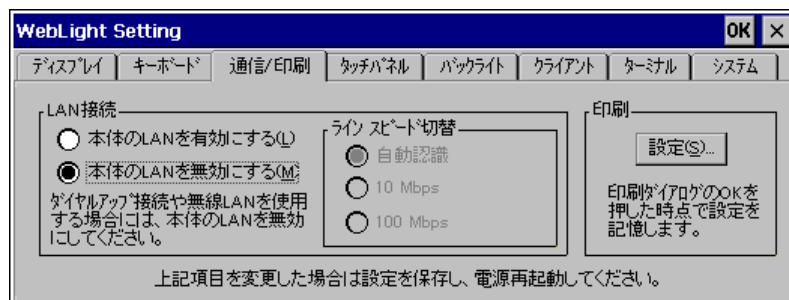 WebLight Setting
OK ×
ディスプレイ キーボード 通信/印刷 タッチパネル バックライト クライアント ターミナル システム
LAN接続
本体のLANを有効にする(L)
本体のLANを無効にする(M)
ダイヤルアップ接続や無線LANを使用
する場合には、本体のLANを無効
にしてください。
ライン スピード切替
自動認識
10 Mbps
100 Mbps
印刷
設定(S)...
印刷ダイアログのOKを
押した時点で設定を
記憶します。
上記項目を変更した場合は設定を保存し、電源再起動してください。